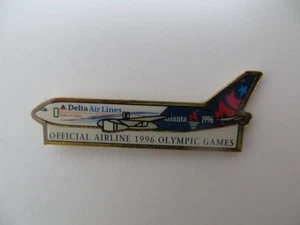 Delta Air Lines
Atlanta 1996
OFFICIAL AIRLINE 1996 OLYMPIC GAMES